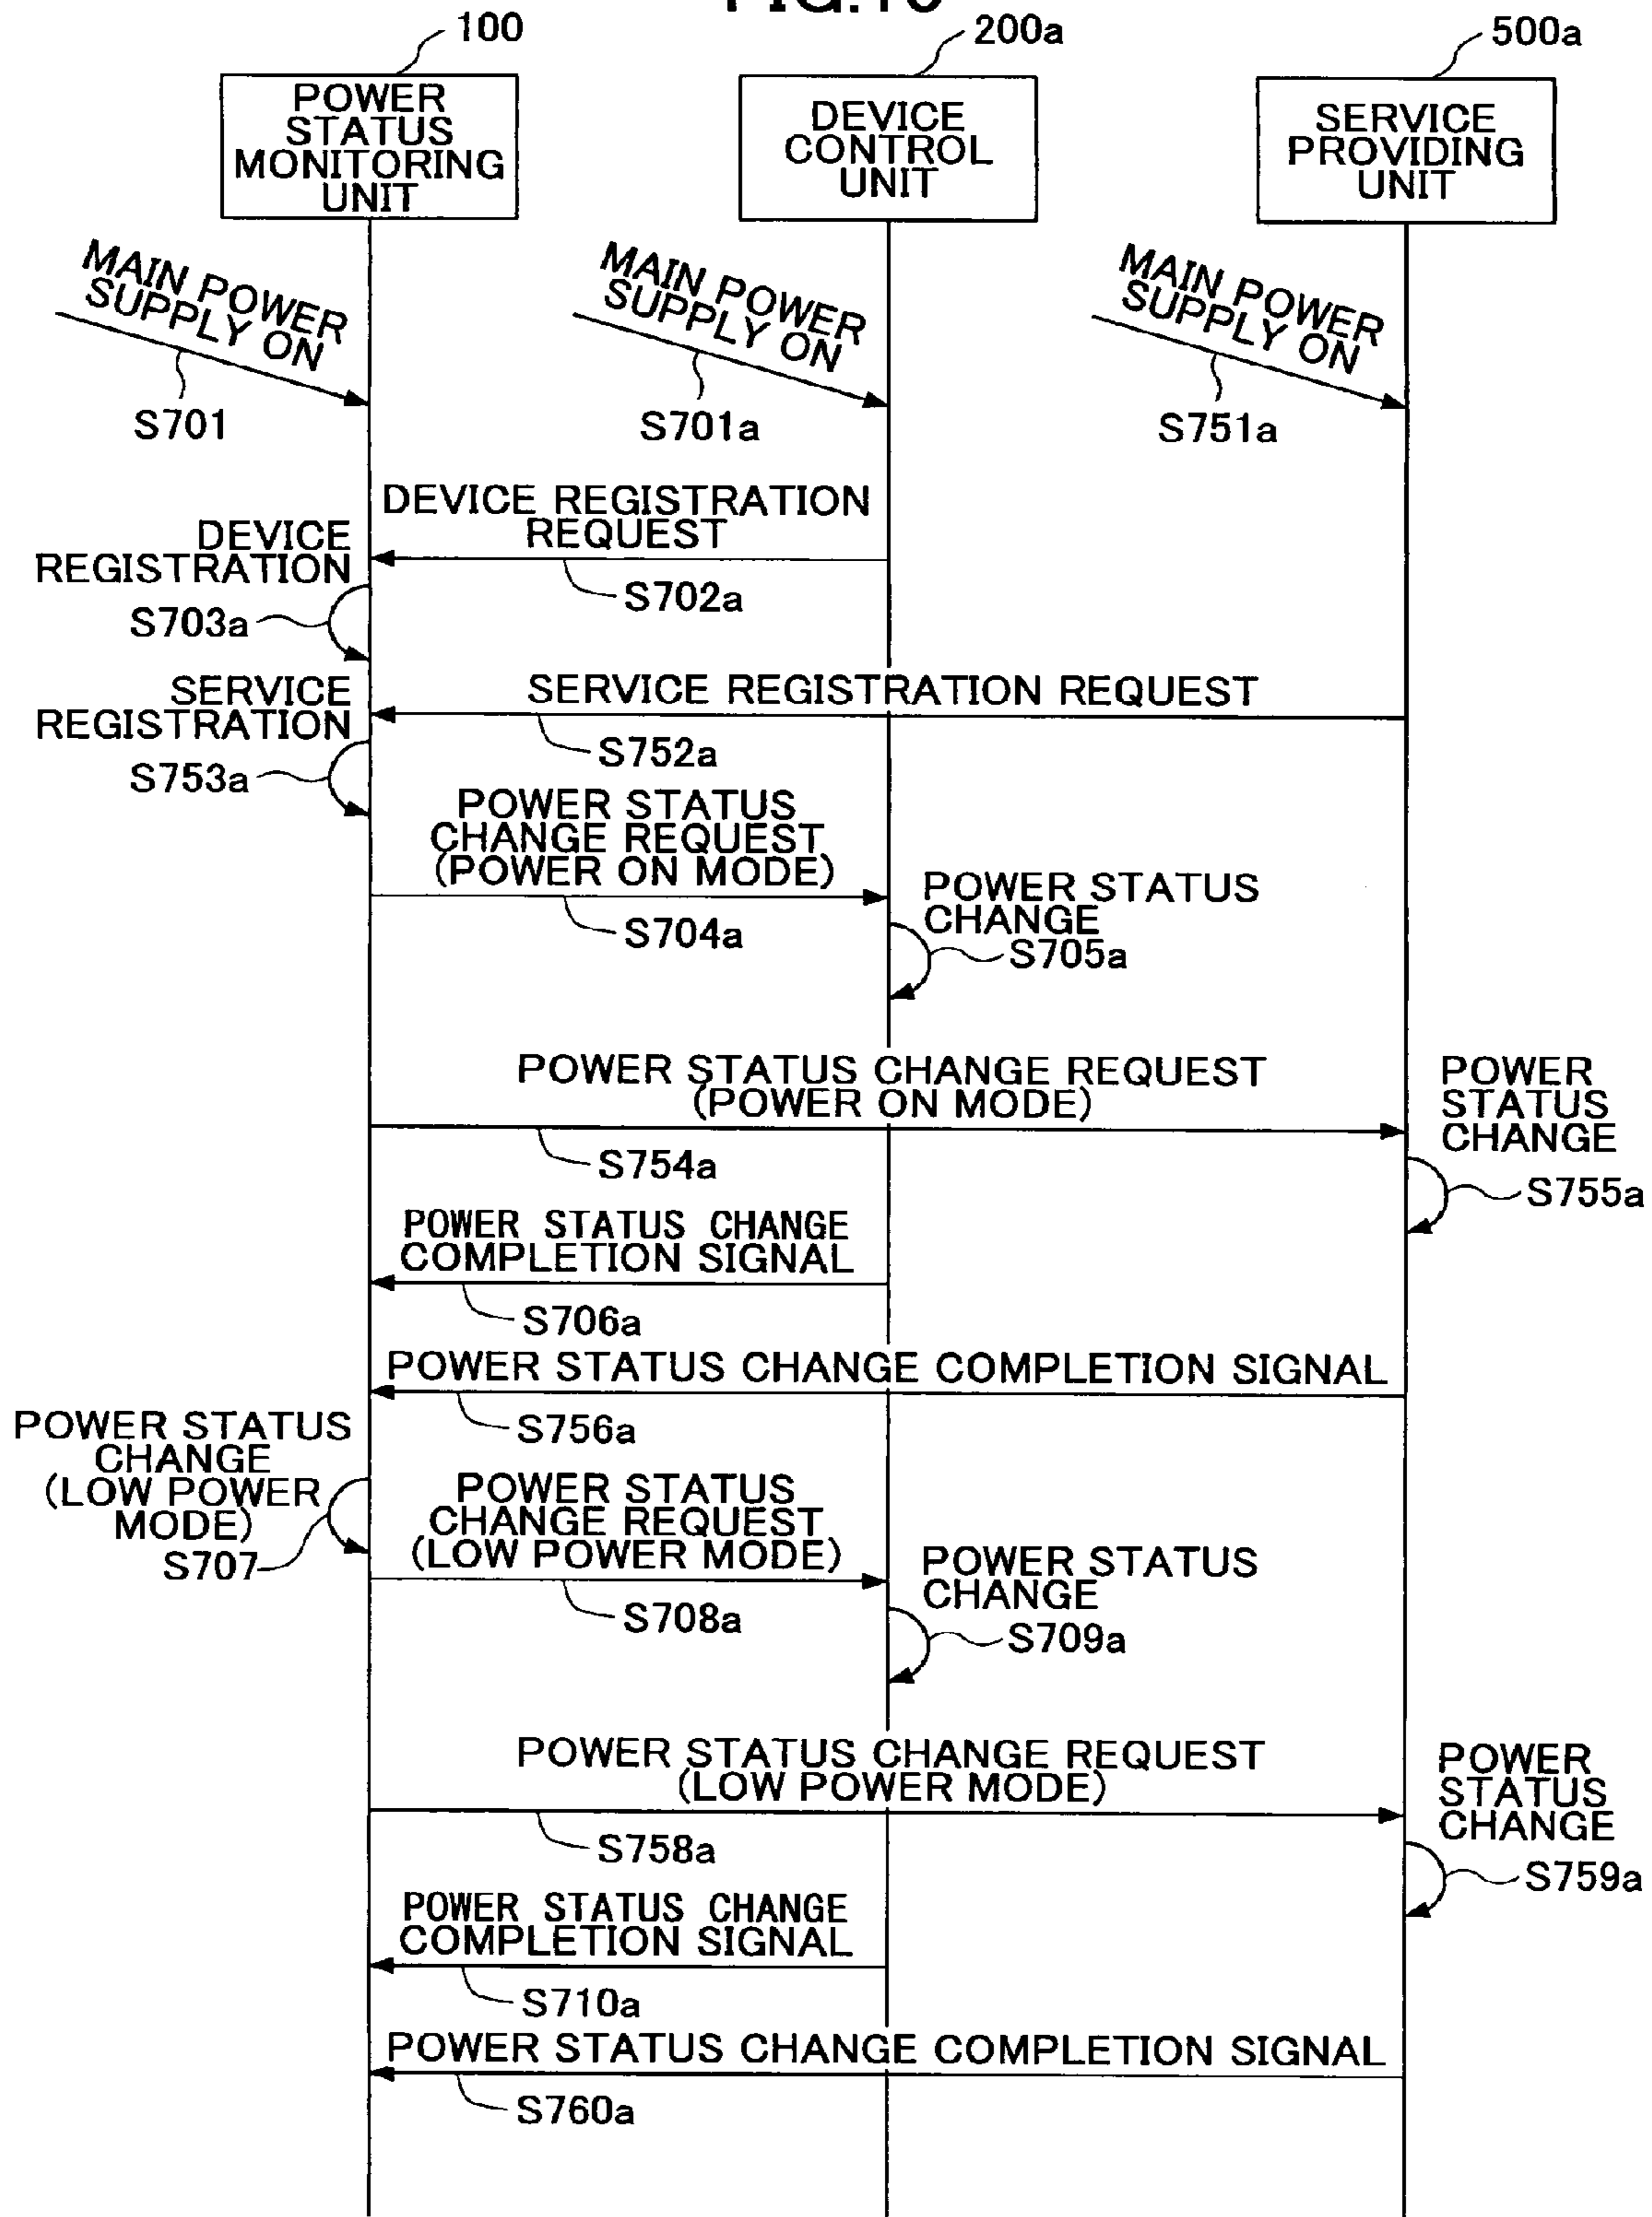 100
200a
500a
POWER
STATUS
MONITORING
UNIT
DEVICE
CONTROL
UNIT
SERVICE
PROVIDING
UNIT
MAIN POWER
SUPPLY ON
S701
MAIN POWER
SUPPLY ON
S701a
MAIN POWER
SUPPLY ON
S751a
DEVICE REGISTRATION
REQUEST
S702a
DEVICE
REGISTRATION
S703a
SERVICE REGISTRATION REQUEST
S752a
SERVICE
REGISTRATION
S753a
POWER STATUS
CHANGE REQUEST
(POWER ON MODE)
S704a
POWER STATUS
CHANGE
S705a
POWER STATUS CHANGE REQUEST
(POWER ON MODE)
S754a
POWER
STATUS
CHANGE
S755a
POWER STATUS CHANGE
COMPLETION SIGNAL
S706a
POWER STATUS CHANGE COMPLETION SIGNAL
S756a
POWER STATUS
CHANGE
(LOW POWER
MODE)
S707
POWER STATUS
CHANGE REQUEST
(LOW POWER MODE)
S708a
POWER STATUS
CHANGE
S709a
POWER STATUS CHANGE REQUEST
(LOW POWER MODE)
S758a
POWER
STATUS
CHANGE
S759a
POWER STATUS CHANGE
COMPLETION SIGNAL
S710a
POWER STATUS CHANGE COMPLETION SIGNAL
S760a